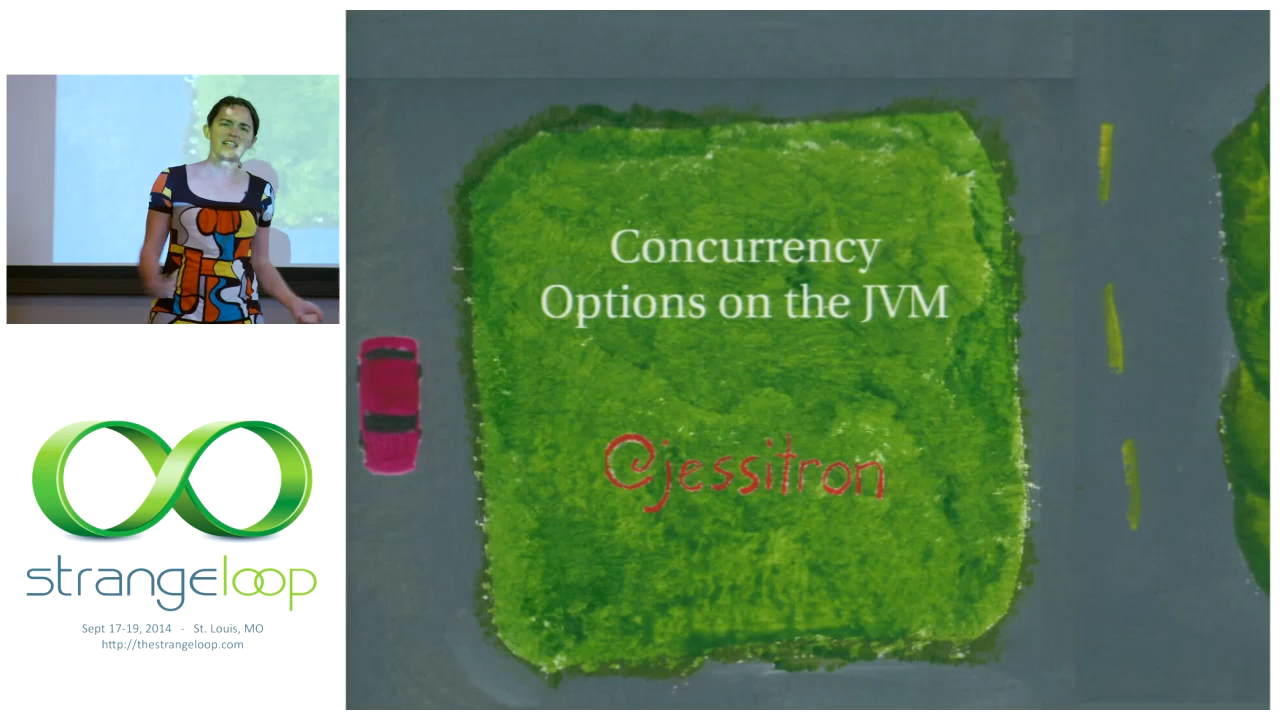 Concurrency
Options on the JVM
@jessitron
strangeloop
Sept 17-19, 2014 - St. Louis, MO
http://thestrangeloop.com